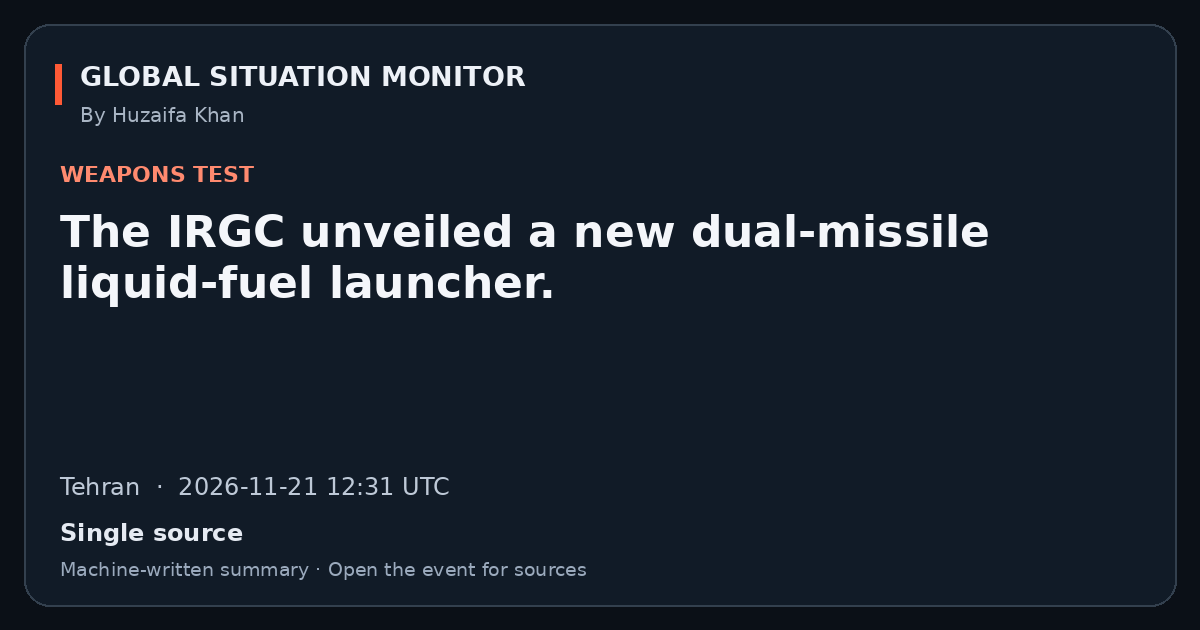 GLOBAL SITUATION MONITOR
By Huzaifa Khan
WEAPONS TEST
The IRGC unveiled a new dual-missile
liquid-fuel launcher.
Tehran · 2026-11-21 12:31 UTC
Single source
Machine-written summary · Open the event for sources